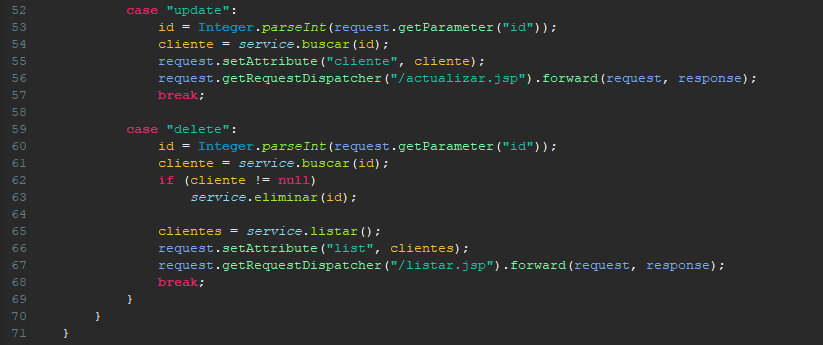 52             case "update":
53                 id = Integer.parseInt(request.getParameter("id"));
54                 cliente = service.buscar(id);
55                 request.setAttribute("cliente", cliente);
56                 request.getRequestDispatcher("/actualizar.jsp").forward(request, response);
57                 break;
58
59             case "delete":
60                 id = Integer.parseInt(request.getParameter("id"));
61                 cliente = service.buscar(id);
62                 if (cliente != null)
63                     service.eliminar(id);
64
65                 clientes = service.listar();
66                 request.setAttribute("list", clientes);
67                 request.getRequestDispatcher("/listar.jsp").forward(request, response);
68                 break;
69             }
70         }
71     }